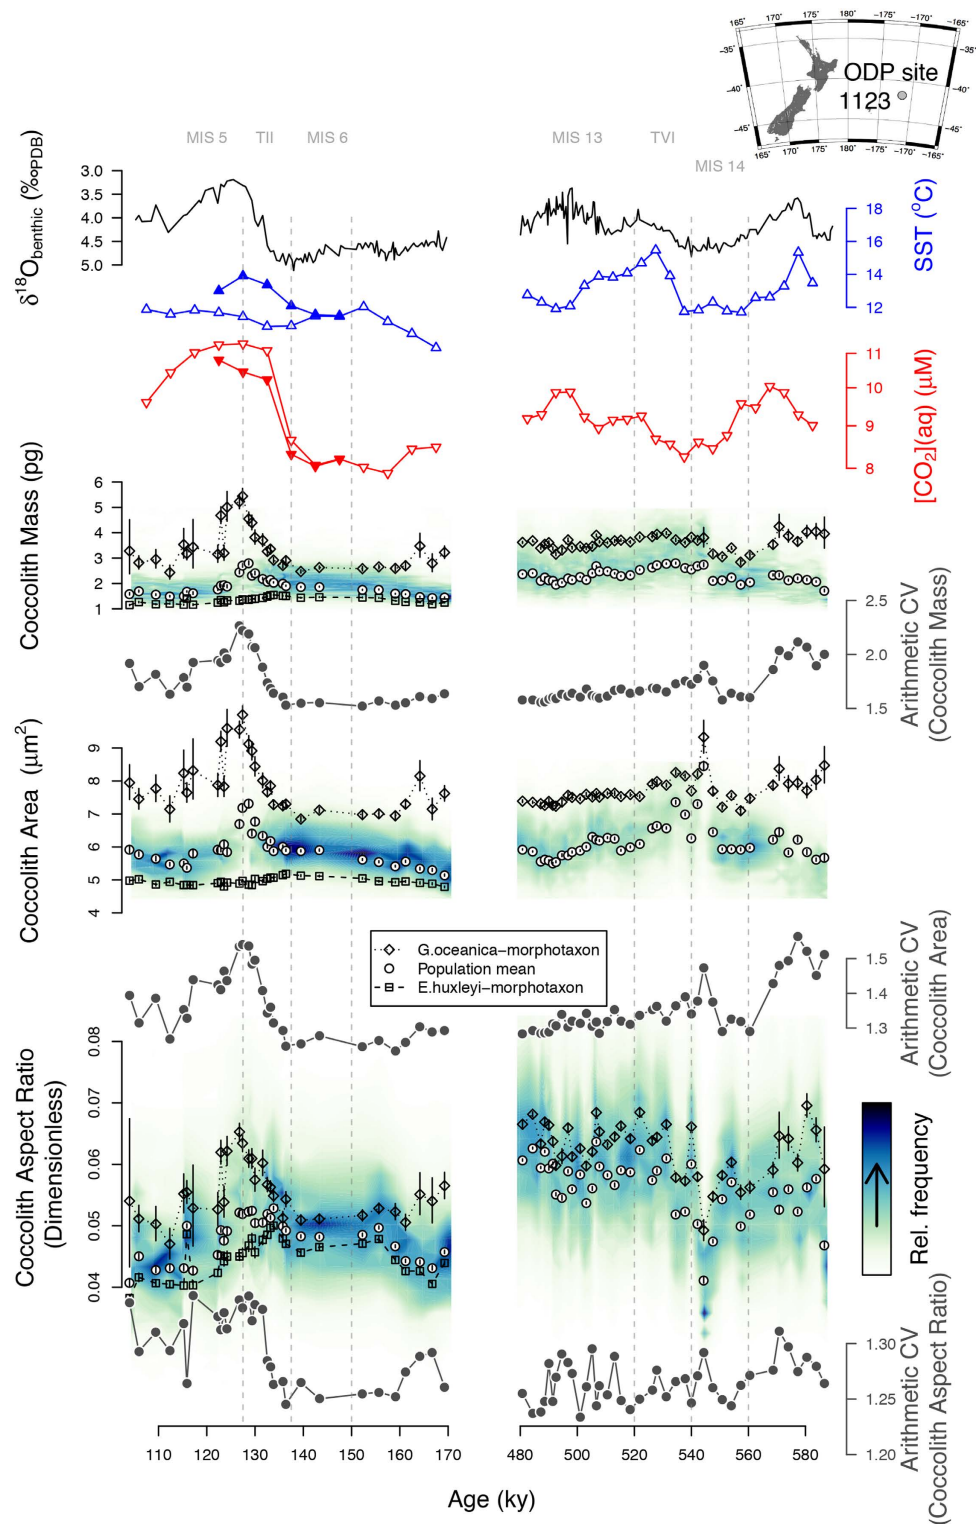 165˚ 170˚ 175˚ 180˚ −175˚ −170˚ −165˚
−35˚ −35˚
ODP site
1123
−40˚ −40˚
−45˚ −45˚
165˚ 170˚ 175˚ 180˚ −175˚ −170˚ −165˚
MIS 5 TII MIS 6 MIS 13 TVI
MIS 14
δ18Obenthic (‰PDB)
3.0
3.5
4.0
4.5
5.0
SST (oC)
18
16
14
12
[CO2](aq) (μM)
11
10
9
8
Coccolith Mass (pg)
6
5
4
3
2
1
Arithmetic CV
(Coccolith Mass)
2.5
2.0
1.5
Coccolith Area (μm2)
9
8
7
6
5
4
G.oceanica−morphotaxon
Population mean
E.huxleyi−morphotaxon
Arithmetic CV
(Coccolith Area)
1.5
1.4
1.3
Coccolith Aspect Ratio
(Dimensionless)
0.08
0.07
0.06
0.05
0.04
Rel. frequency
Arithmetic CV
(Coccolith Aspect Ratio)
1.30
1.25
1.20
110 120 130 140 150 160 170 480 500 520 540 560 580
Age (ky)